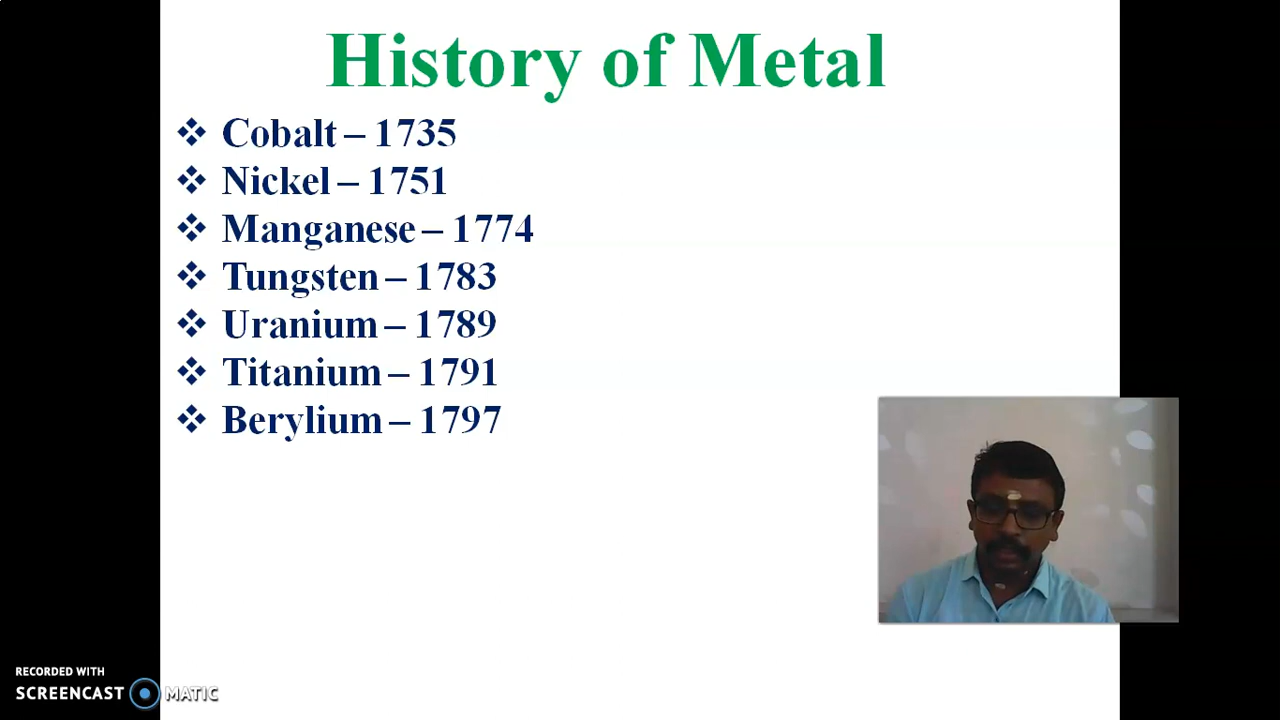 History of Metal
❖ Cobalt – 1735
❖ Nickel – 1751
❖ Manganese – 1774
❖ Tungsten – 1783
❖ Uranium – 1789
❖ Titanium – 1791
❖ Berylium – 1797
RECORDED WITH
SCREENCAST MATIC